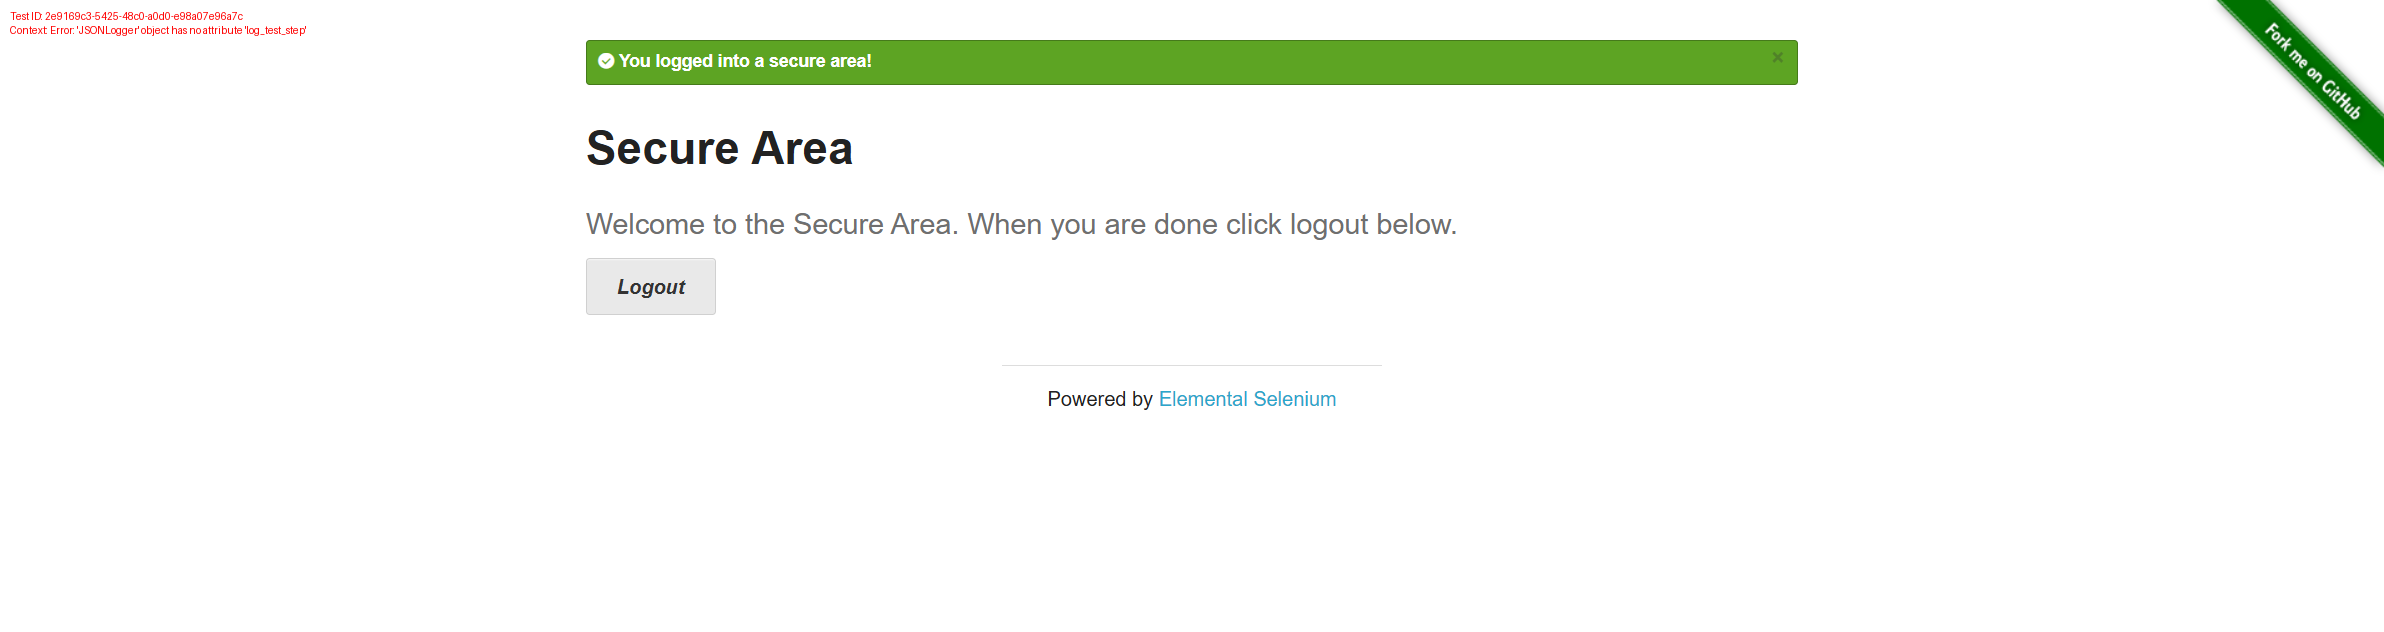 Test ID: 2e9169c3-5425-48c0-a0d0-e98a07e96a7c
Context: Error: 'JSONLogger' object has no attribute 'log_test_step'
You logged into a secure area!
×
Fork me on GitHub
Secure Area
Welcome to the Secure Area. When you are done click logout below.
Logout
Powered by Elemental Selenium